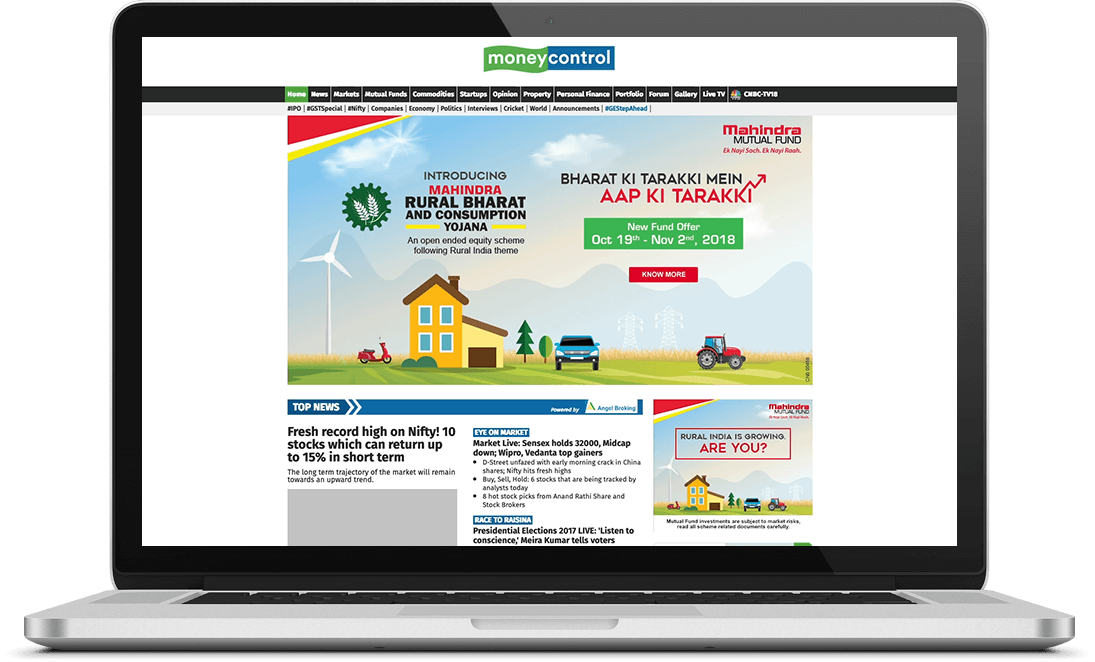 moneycontrol
Home News Markets Mutual Funds Commodities Startups Opinion Property Personal Finance Portfolio Forum Gallery Live TV CNBC-TV18
#IPO | #GSTSpecial | #Nifty | Companies | Economy | Politics | Interviews | Cricket | World | Announcements | #GEStepAhead |
Mahindra
MUTUAL FUND
Ek Nayi Soch. Ek Nayi Raah.
INTRODUCING
MAHINDRA
RURAL BHARAT
AND CONSUMPTION
YOJANA
An open ended equity scheme
following Rural India theme
BHARAT KI TARAKKI MEIN
AAP KI TARAKKI
New Fund Offer
Oct 19th - Nov 2nd, 2018
KNOW MORE
TOP NEWS
Powered by Angel Broking
Fresh record high on Nifty! 10
stocks which can return up
to 15% in short term
The long term trajectory of the market will remain
towards an upward trend.
EYE ON MARKET
Market Live: Sensex holds 32000, Midcap
down; Wipro, Vedanta top gainers
• D-Street unfazed with early morning crack in China
shares; Nifty hits fresh highs
• Buy, Sell, Hold: 6 stocks that are being tracked by
analysts today
• 8 hot stock picks from Anand Rathi Share and
Stock Brokers
RACE TO RAISINA
Presidential Elections 2017 LIVE: 'Listen to
conscience,' Meira Kumar tells voters
Mahindra
MUTUAL FUND
Ek Nayi Soch. Ek Nayi Raah.
RURAL INDIA IS GROWING.
ARE YOU?
Mutual Fund investments are subject to market risks,
read all scheme related documents carefully.